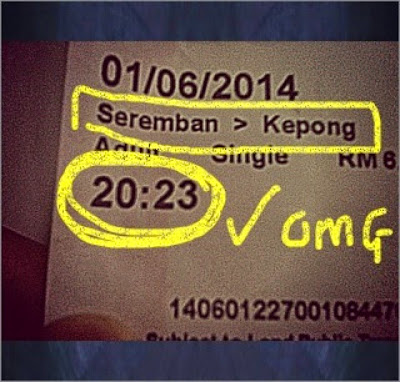 01/06/2014
Seremban > Kepong
Adult Single RM 6
20:23
✓ OMG
14060122700108447
Subject to Land Public